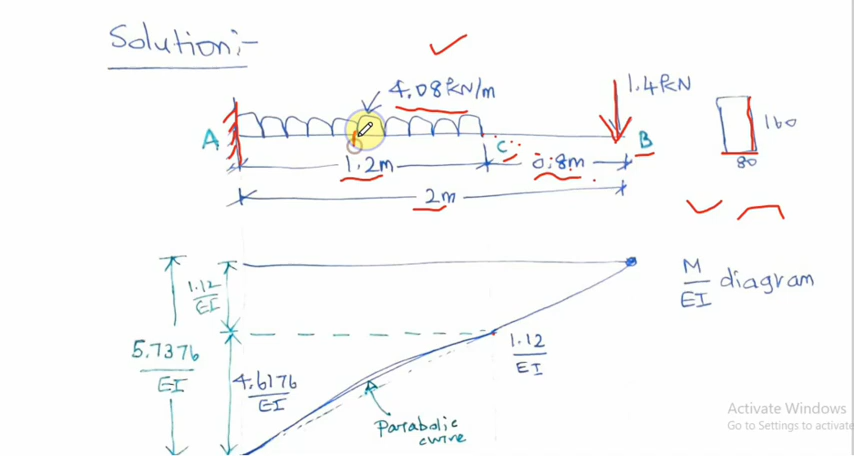 Solution:-
4.08 kN/m
1.4 kN
A
C
B
160
1.2m
0.8m
80
2m
M/EI diagram
1.12/EI
1.12/EI
5.7376/EI
4.6176/EI
Parabolic
curve
Activate Windows
Go to Settings to activate